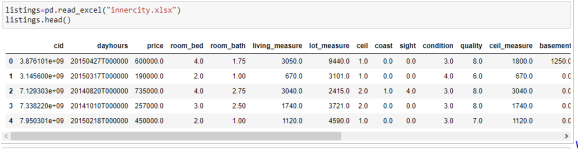 listings=pd.read_excel("innercity.xlsx")
listings.head()
cid dayhours price room_bed room_bath living_measure lot_measure ceil coast sight condition quality ceil_measure basement
0 3.876101e+09 20150427T000000 600000.0 4.0 1.75 3050.0 9440.0 1.0 0.0 0.0 3.0 8.0 1800.0 1250.0
1 3.145600e+09 20150317T000000 190000.0 2.0 1.00 670.0 3101.0 1.0 0.0 0.0 4.0 6.0 670.0 0.0
2 7.129303e+09 20140820T000000 735000.0 4.0 2.75 3040.0 2415.0 2.0 1.0 4.0 3.0 8.0 3040.0 0.0
3 7.338220e+09 20141010T000000 257000.0 3.0 2.50 1740.0 3721.0 2.0 0.0 0.0 3.0 8.0 1740.0 0.0
4 7.950301e+09 20150218T000000 450000.0 2.0 1.00 1120.0 4590.0 1.0 0.0 0.0 3.0 7.0 1120.0 0.0